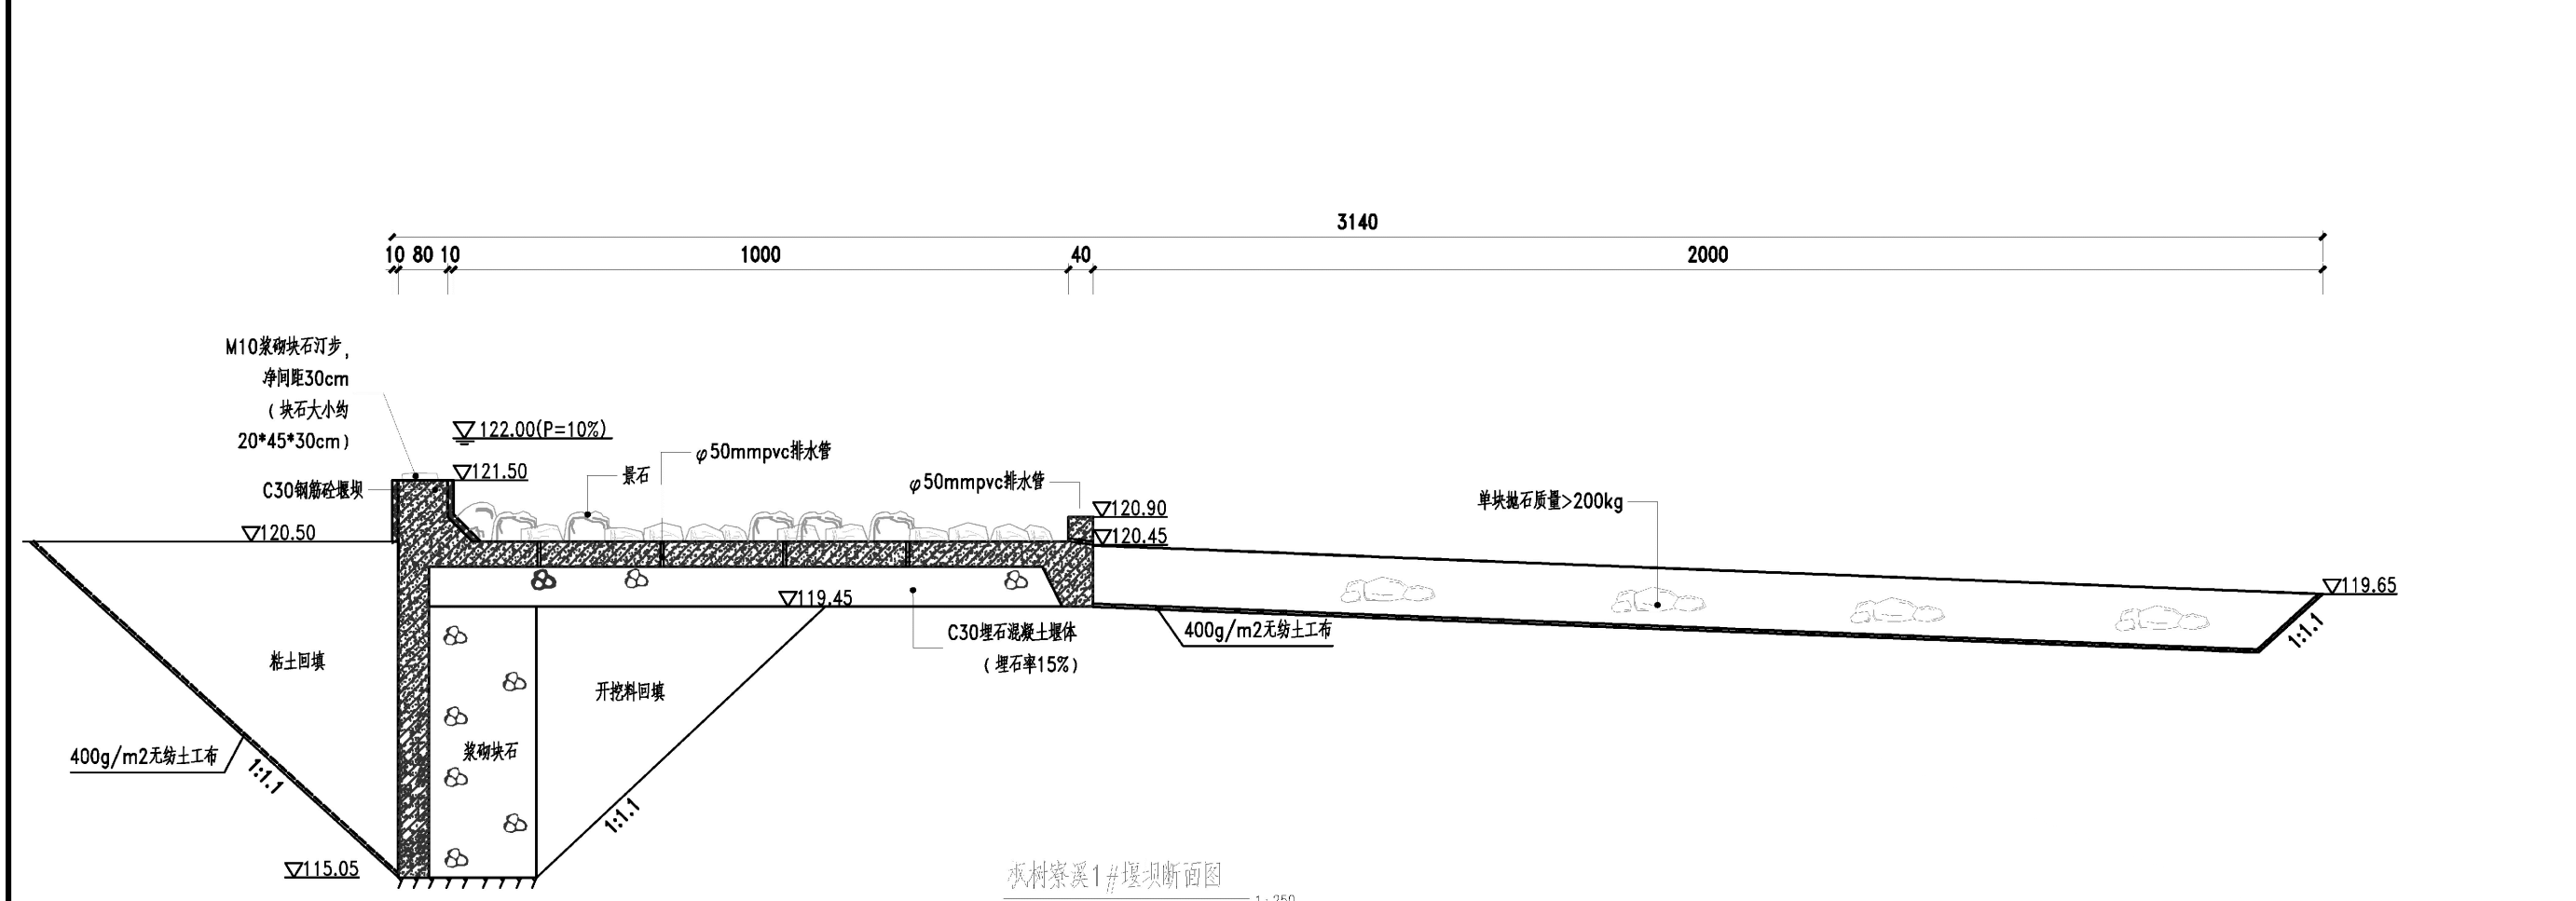 3140
10 80 10 1000 40 2000
M10浆砌块石汀步,
净间距30cm
(块石大小约
20*45*30cm)
122.00(P=10%)
φ50mmpvc排水管
121.50
景石
φ50mmpvc排水管
C30钢筋砼堰坝
120.90
单块抛石质量>200kg
120.50
120.45
119.65
119.45
C30埋石混凝土堰体
(埋石率15%)
400g/m2无纺土工布
1:1.1
粘土回填
开挖料回填
浆砌块石
400g/m2无纺土工布
1:1.1
1:1.1
115.05
枫树寮溪1#堰坝断面图
1:250